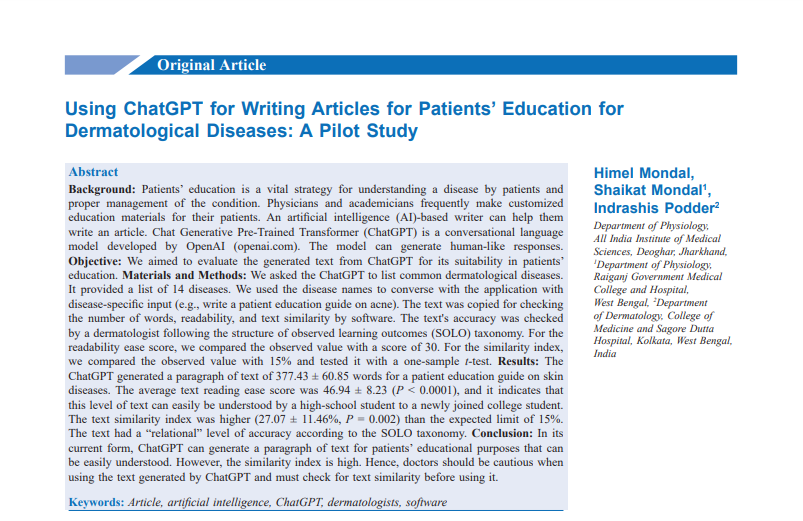 Original Article
Using ChatGPT for Writing Articles for Patients’ Education for
Dermatological Diseases: A Pilot Study
Abstract
Background: Patients’ education is a vital strategy for understanding a disease by patients and
proper management of the condition. Physicians and academicians frequently make customized
education materials for their patients. An artificial intelligence (AI)-based writer can help them
write an article. Chat Generative Pre-Trained Transformer (ChatGPT) is a conversational language
model developed by OpenAI (openai.com). The model can generate human-like responses.
Objective: We aimed to evaluate the generated text from ChatGPT for its suitability in patients’
education. Materials and Methods: We asked the ChatGPT to list common dermatological diseases.
It provided a list of 14 diseases. We used the disease names to converse with the application with
disease-specific input (e.g., write a patient education guide on acne). The text was copied for checking
the number of words, readability, and text similarity by software. The text's accuracy was checked
by a dermatologist following the structure of observed learning outcomes (SOLO) taxonomy. For the
readability ease score, we compared the observed value with a score of 30. For the similarity index,
we compared the observed value with 15% and tested it with a one-sample t-test. Results: The
ChatGPT generated a paragraph of text of 377.43 ± 60.85 words for a patient education guide on skin
diseases. The average text reading ease score was 46.94 ± 8.23 (P < 0.0001), and it indicates that
this level of text can easily be understood by a high-school student to a newly joined college student.
The text similarity index was higher (27.07 ± 11.46%, P = 0.002) than the expected limit of 15%.
The text had a “relational” level of accuracy according to the SOLO taxonomy. Conclusion: In its
current form, ChatGPT can generate a paragraph of text for patients’ educational purposes that can
be easily understood. However, the similarity index is high. Hence, doctors should be cautious when
using the text generated by ChatGPT and must check for text similarity before using it.
Keywords: Article, artificial intelligence, ChatGPT, dermatologists, software
Himel Mondal,
Shaikat Mondal1,
Indrashis Podder2
Department of Physiology,
All India Institute of Medical
Sciences, Deoghar, Jharkhand,
1Department of Physiology,
Raiganj Government Medical
College and Hospital,
West Bengal, 2Department
of Dermatology, College of
Medicine and Sagore Dutta
Hospital, Kolkata, West Bengal,
India